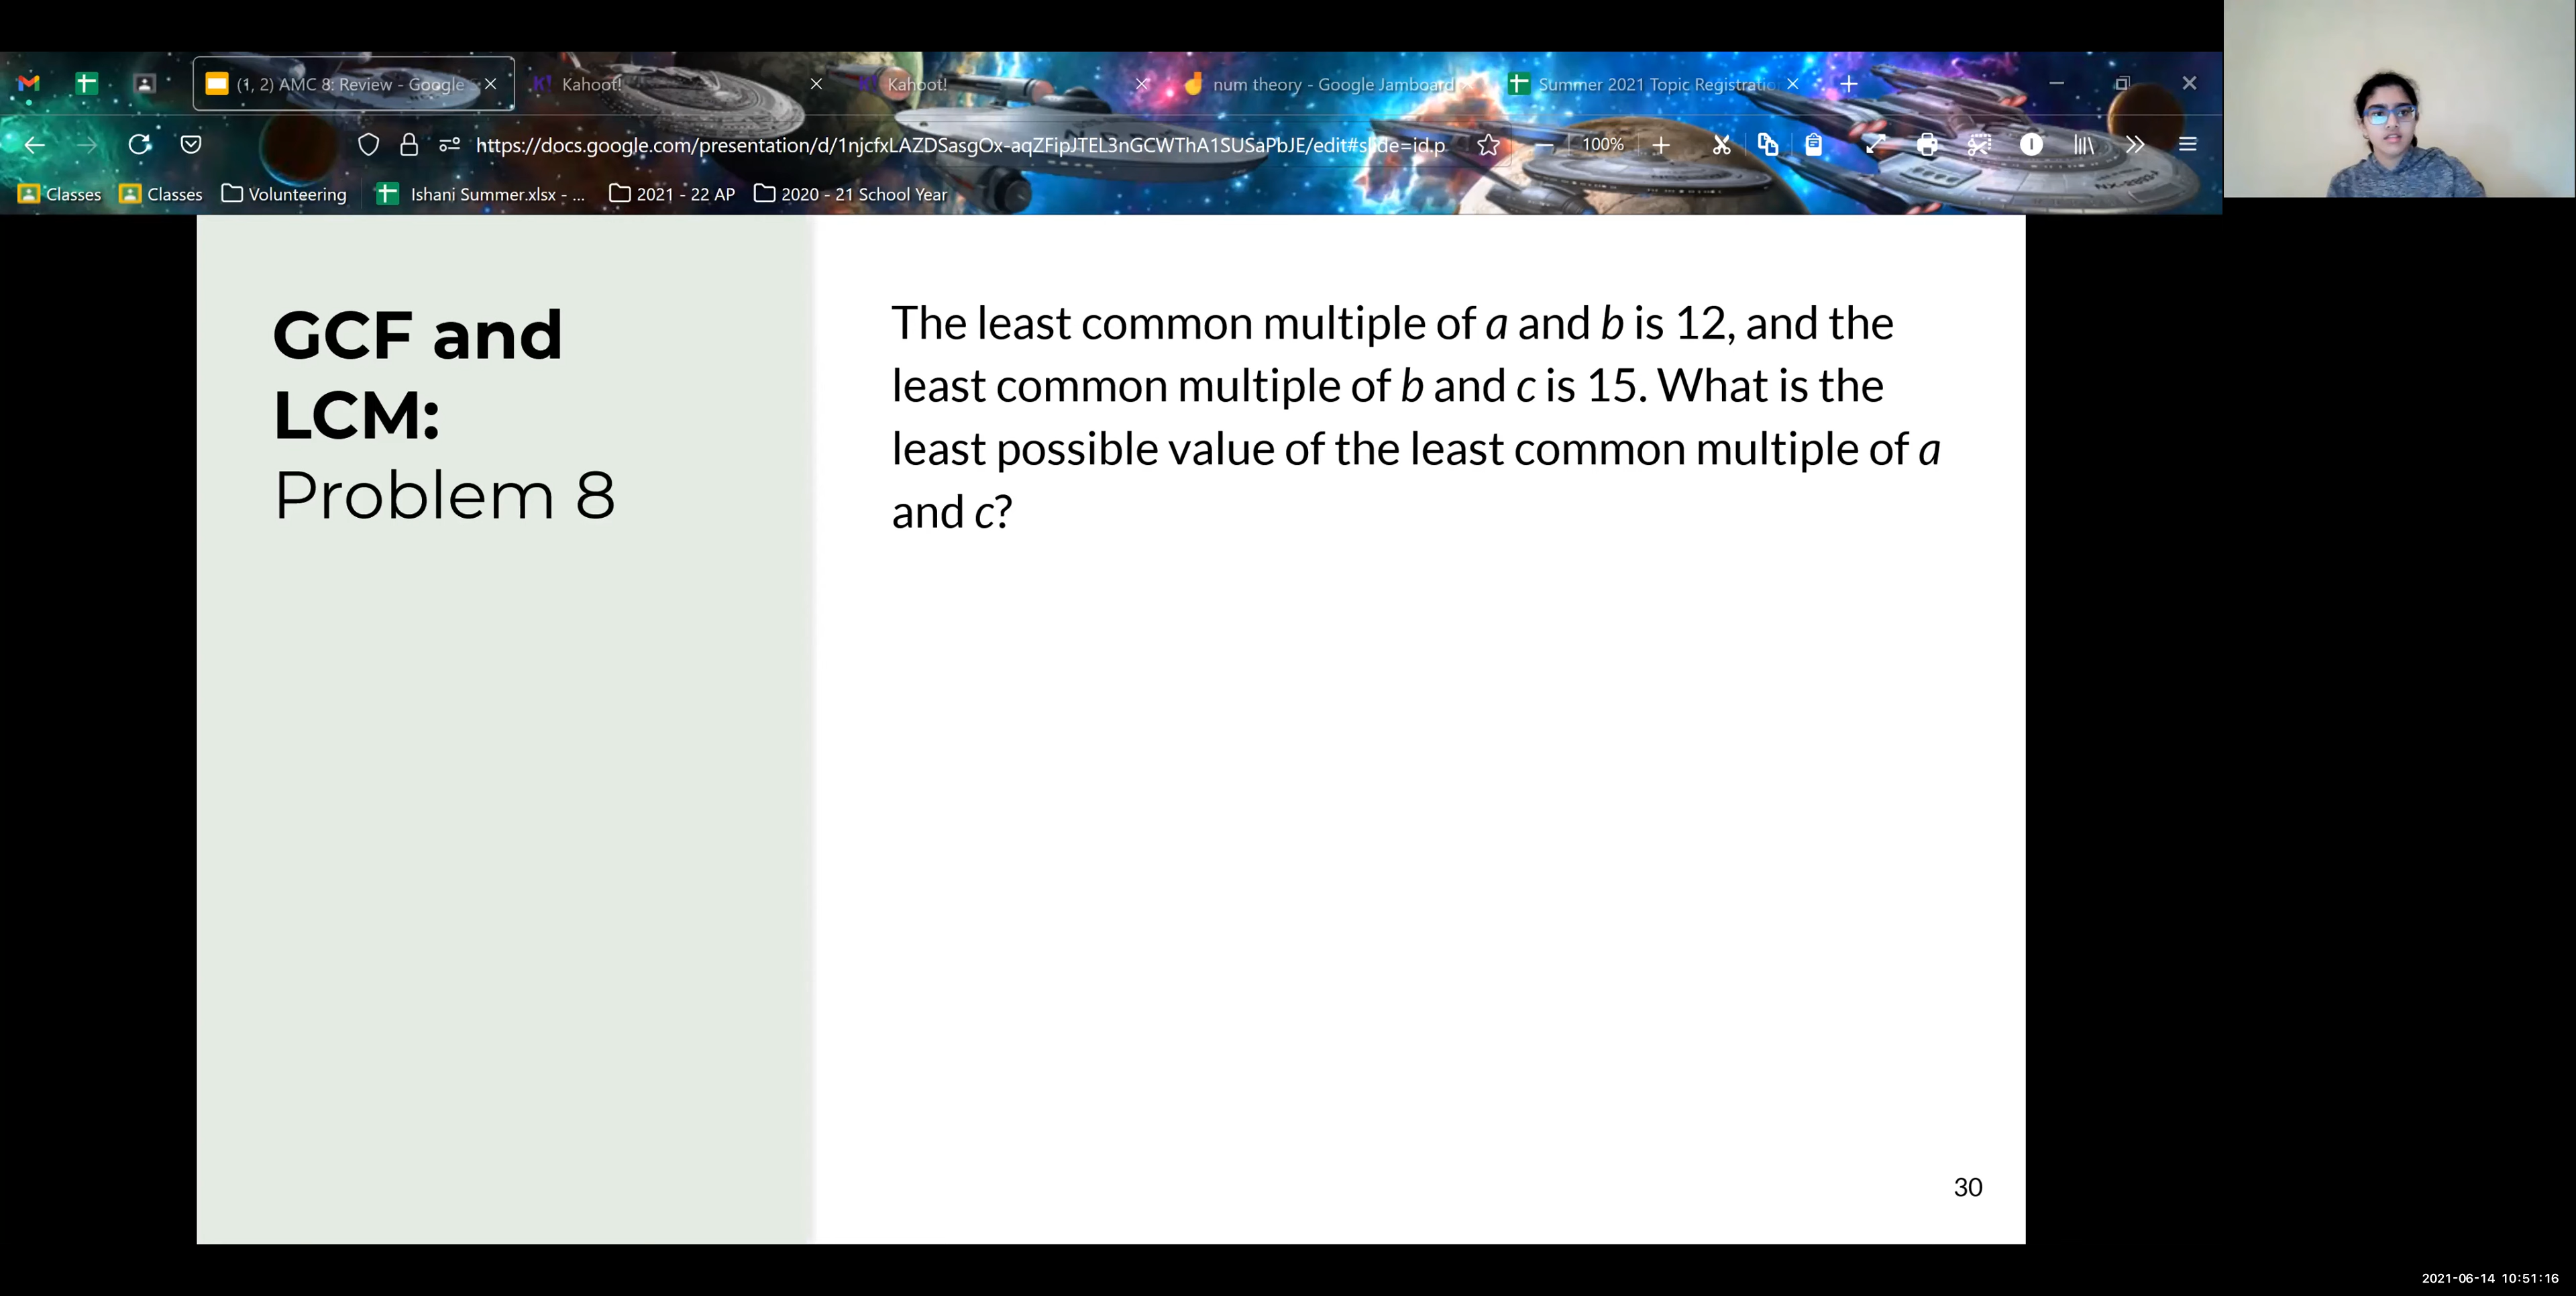 (1, 2) AMC 8: Review - Google
Kahoot!
Kahoot!
num theory - Google Jamboard
Summer 2021 Topic Registratio
https://docs.google.com/presentation/d/1njcfxLAZDSasgOx-aqZFipJTEL3nGCWThA1SUSaPbJE/edit#slide=id.p
100%
Classes
Classes
Volunteering
Ishani Summer.xlsx - ...
2021 - 22 AP
2020 - 21 School Year
GCF and
LCM:
Problem 8
The least common multiple of a and b is 12, and the
least common multiple of b and c is 15. What is the
least possible value of the least common multiple of a
and c?
30
2021-06-14 10:51:16